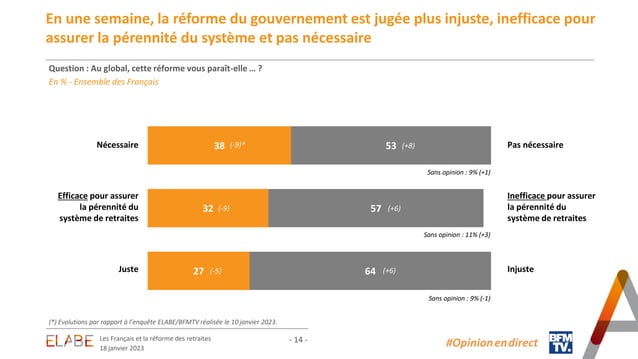 En une semaine, la réforme du gouvernement est jugée plus injuste, inefficace pour
assurer la pérennité du système et pas nécessaire
Question : Au global, cette réforme vous paraît-elle … ?
En % - Ensemble des Français
Nécessaire 38 (-9)* 53 (+8) Pas nécessaire
Sans opinion : 9% (+1)
Efficace pour assurer
la pérennité du
système de retraites
32 (-9) 57 (+6)
Inefficace pour assurer
la pérennité du
système de retraites
Sans opinion : 11% (+3)
Juste 27 (-5) 64 (+6) Injuste
Sans opinion : 9% (-1)
(*) Evolutions par rapport à l'enquête ELABE/BFMTV réalisée le 10 janvier 2023.
ELABE
Les Français et la réforme des retraites
18 janvier 2023
- 14 -
#Opinion en direct
BFM
TV.